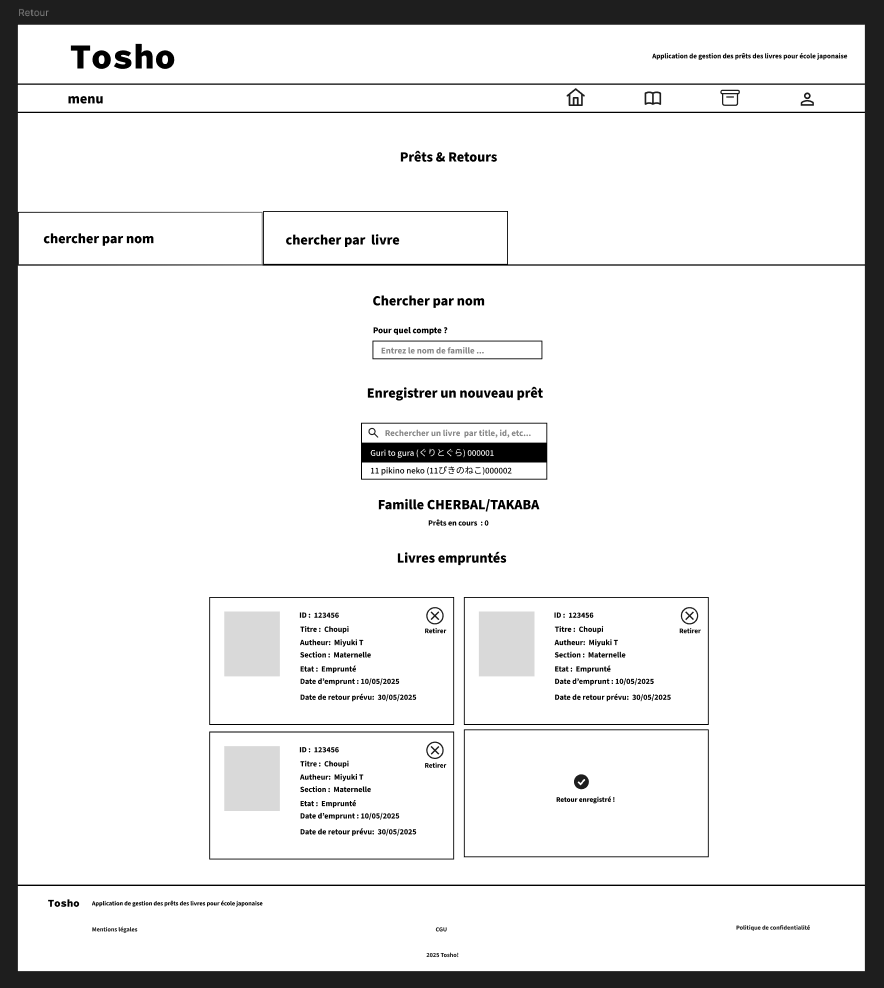 Retour
Tosho
Application de gestion des prêts des livres pour école japonaise
menu
Prêts & Retours
chercher par nom
chercher par livre
Chercher par nom
Pour quel compte ?
Entrez le nom de famille ...
Enregistrer un nouveau prêt
Rechercher un livre par title, id, etc...
Guri to gura (ぐりとぐら) 000001
11 pikino neko (11ぴきのねこ)000002
Famille CHERBAL/TAKABA
Prêts en cours : 0
Livres empruntés
ID : 123456
Titre : Choupi
Autheur: Miyuki T
Section : Maternelle
Etat : Emprunté
Date d'emprunt : 10/05/2025
Date de retour prévu: 30/05/2025
Retirer
ID : 123456
Titre : Choupi
Autheur: Miyuki T
Section : Maternelle
Etat : Emprunté
Date d'emprunt : 10/05/2025
Date de retour prévu: 30/05/2025
Retirer
ID : 123456
Titre : Choupi
Autheur: Miyuki T
Section : Maternelle
Etat : Emprunté
Date d'emprunt : 10/05/2025
Date de retour prévu: 30/05/2025
Retirer
Retour enregistré !
Tosho Application de gestion des prêts des livres pour école japonaise
Mentions légales
CGU
Politique de confidentialité
2025 Tosho!